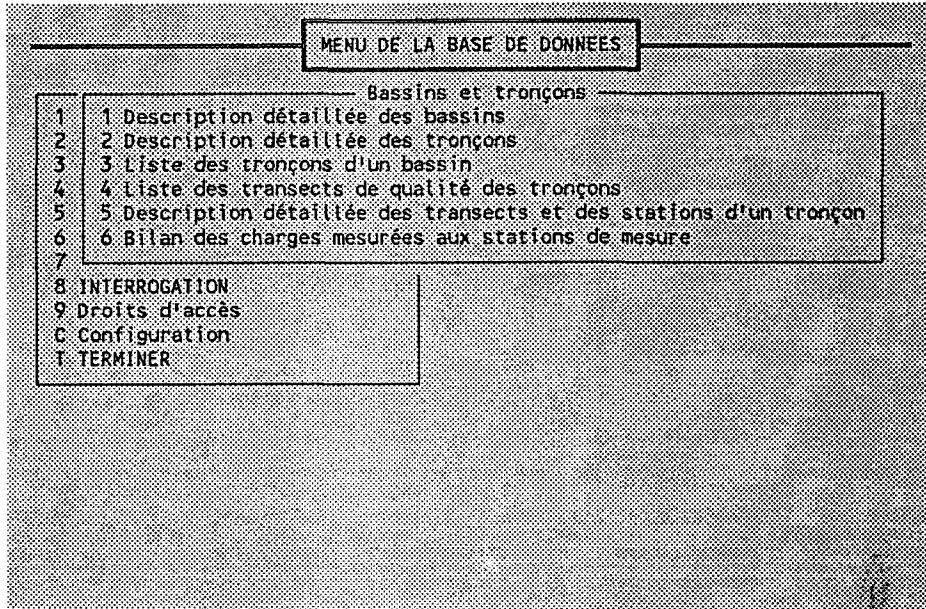 MENU DE LA BASE DE DONNEES
Bassins et tronçons
1 1 Description détaillée des bassins
2 2 Description détaillée des tronçons
3 3 Liste des tronçons d'un bassin
4 4 Liste des transects de qualité des tronçons
5 5 Description détaillée des transects et des stations d'un tronçon
6 6 Bilan des charges mesurées aux stations de mesure
7
8 INTERROGATION
9 Droits d'accès
C Configuration
T TERMINER